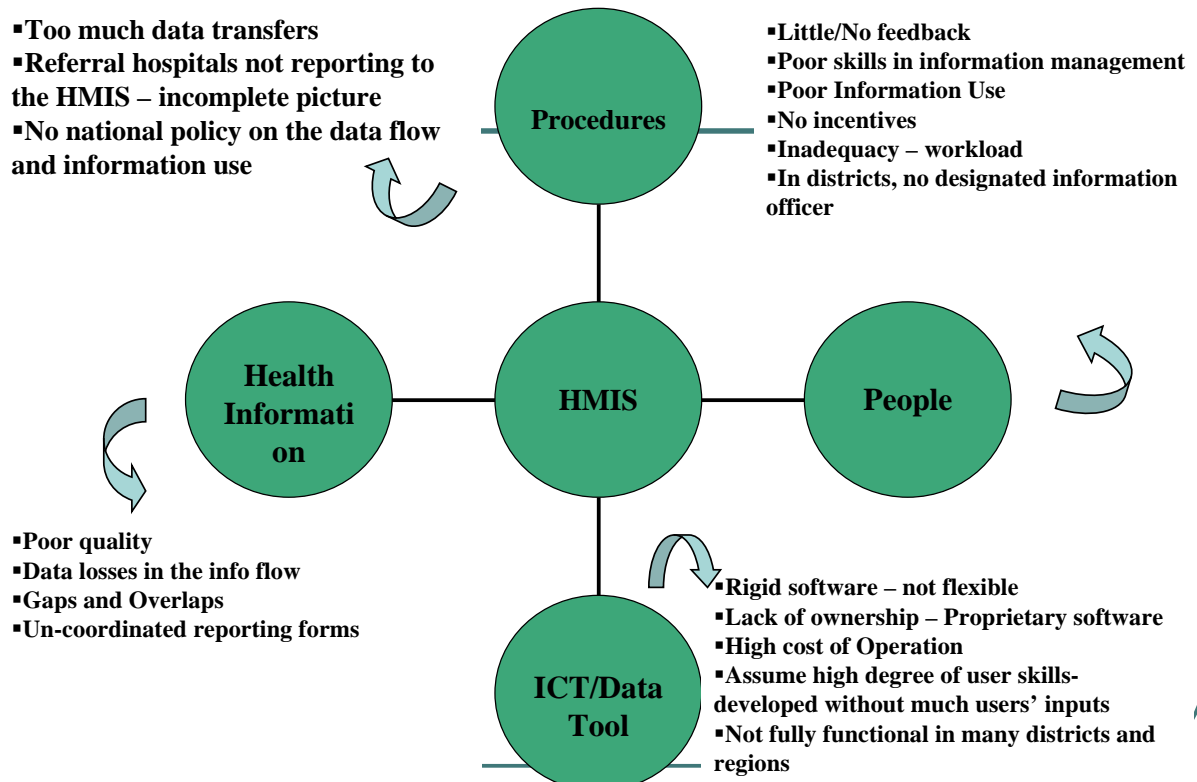 ▪Too much data transfers
▪Referral hospitals not reporting to
the HMIS – incomplete picture
▪No national policy on the data flow
and information use
Procedures
▪Little/No feedback
▪Poor skills in information management
▪Poor Information Use
▪No incentives
▪Inadequacy – workload
▪In districts, no designated information
officer
Health
Informati
on
HMIS
People
▪Poor quality
▪Data losses in the info flow
▪Gaps and Overlaps
▪Un-coordinated reporting forms
ICT/Data
Tool
▪Rigid software – not flexible
▪Lack of ownership – Proprietary software
▪High cost of Operation
▪Assume high degree of user skills-
developed without much users’ inputs
▪Not fully functional in many districts and
regions